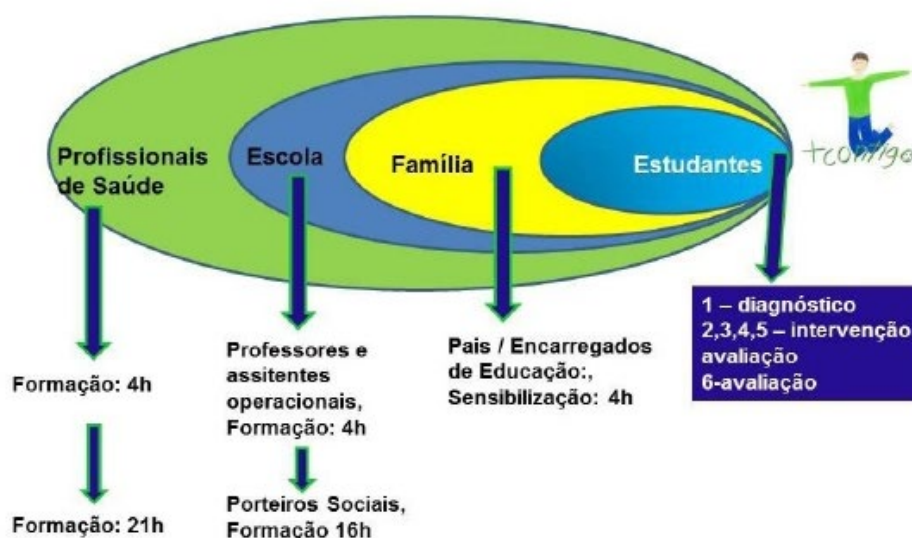 Profissionais
de Saúde
Escola
Família
Estudantes
+contigo
Formação: 4h
Formação: 21h
Professores e
assitentes
operacionais,
Formação: 4h
Porteiros Sociais,
Formação 16h
Pais / Encarregados
de Educação:,
Sensibilização: 4h
1 – diagnóstico
2,3,4,5 – intervenção
avaliação
6-avaliação